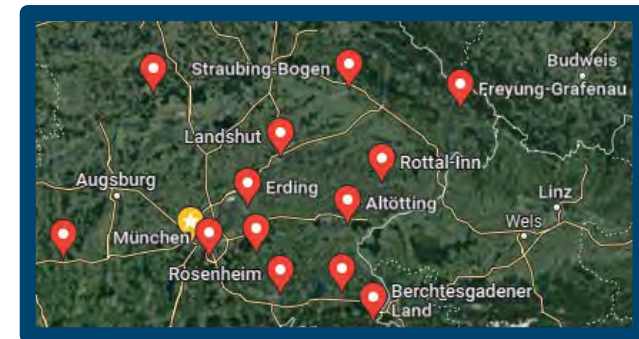 Budweis
Straubing-Bogen
Freyung-Grafenau
Landshut
Rottal-Inn
Augsburg
Erding
Linz
Altötting
Wels
München
Rosenheim
Berchtesgadener
Land